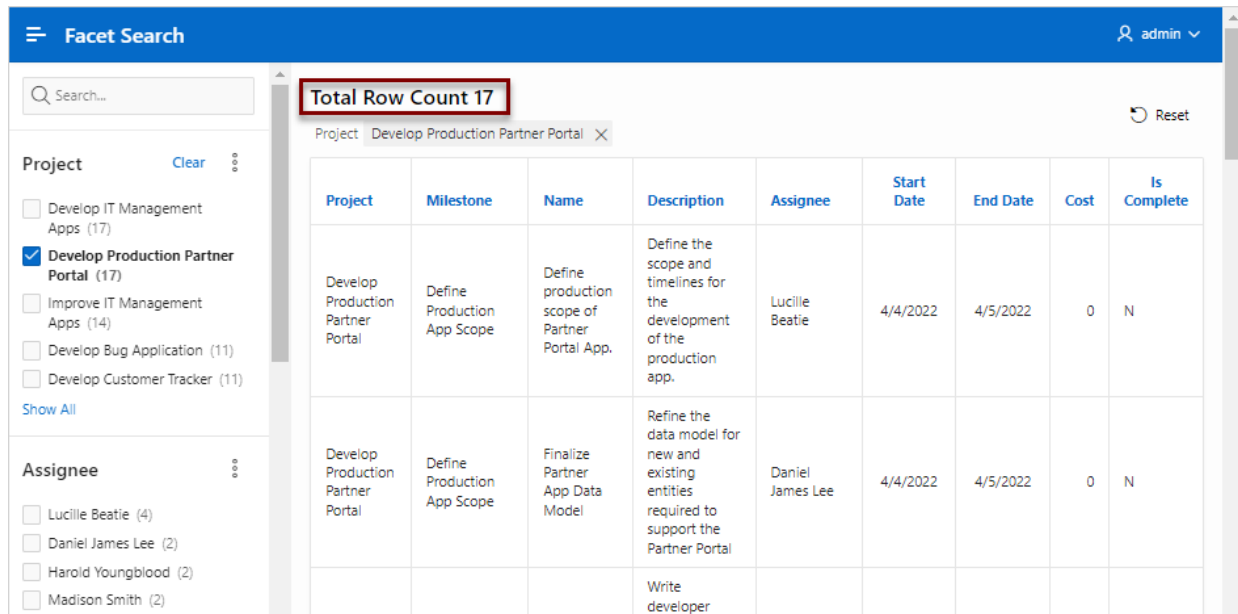 Facet Search
admin
Search...
Total Row Count 17
Reset
Project Develop Production Partner Portal
Project Clear
Develop IT Management
Apps (17)
Develop Production Partner
Portal (17)
Improve IT Management
Apps (14)
Develop Bug Application (11)
Develop Customer Tracker (11)
Show All
Assignee
Lucille Beatie (4)
Daniel James Lee (2)
Harold Youngblood (2)
Madison Smith (2)
Project
Milestone
Name
Description
Assignee
Start
Date
End Date
Cost
Is
Complete
Develop
Production
Partner
Portal
Define
Production
App Scope
Define
production
scope of
Partner
Portal App.
Define the
scope and
timelines for
the
development
of the
production
app.
Lucille
Beatie
4/4/2022
4/5/2022
0
N
Develop
Production
Partner
Portal
Define
Production
App Scope
Finalize
Partner
App Data
Model
Refine the
data model for
new and
existing
entities
required to
support the
Partner Portal
Daniel
James Lee
4/4/2022
4/5/2022
0
N
Write
developer